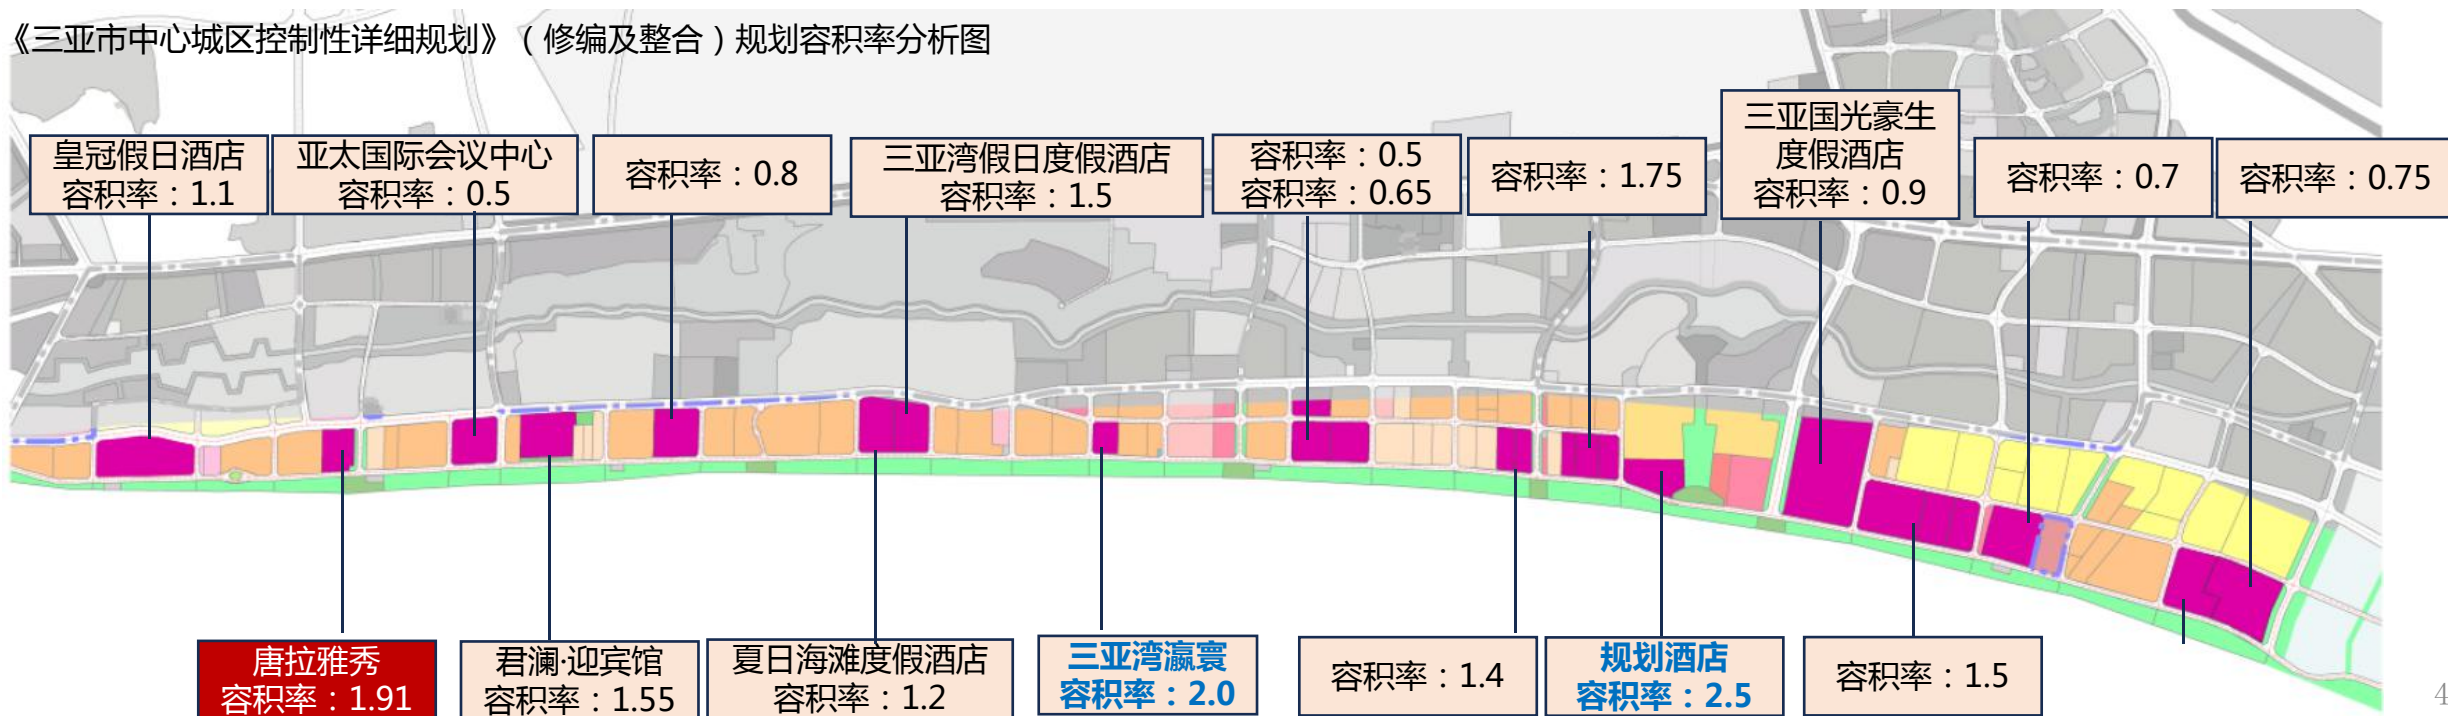 《三亚市中心城区控制性详细规划》（修编及整合）规划容积率分析图
皇冠假日酒店
容积率：1.1
亚太国际会议中心
容积率：0.5
容积率：0.8
三亚湾假日度假酒店
容积率：1.5
容积率：0.5
容积率：0.65
容积率：1.75
三亚国光豪生
度假酒店
容积率：0.9
容积率：0.7
容积率：0.75
唐拉雅秀
容积率：1.91
君澜·迎宾馆
容积率：1.55
夏日海滩度假酒店
容积率：1.2
三亚湾瀛寰
容积率：2.0
容积率：1.4
规划酒店
容积率：2.5
容积率：1.5
4